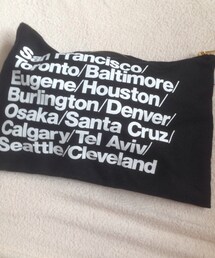 San Francisco/
Toronto/Baltimore/
Eugene/Houston/
Burlington/Denver/
Osaka/Santa Cruz/
Calgary/Tel Aviv/
Seattle/Cleveland